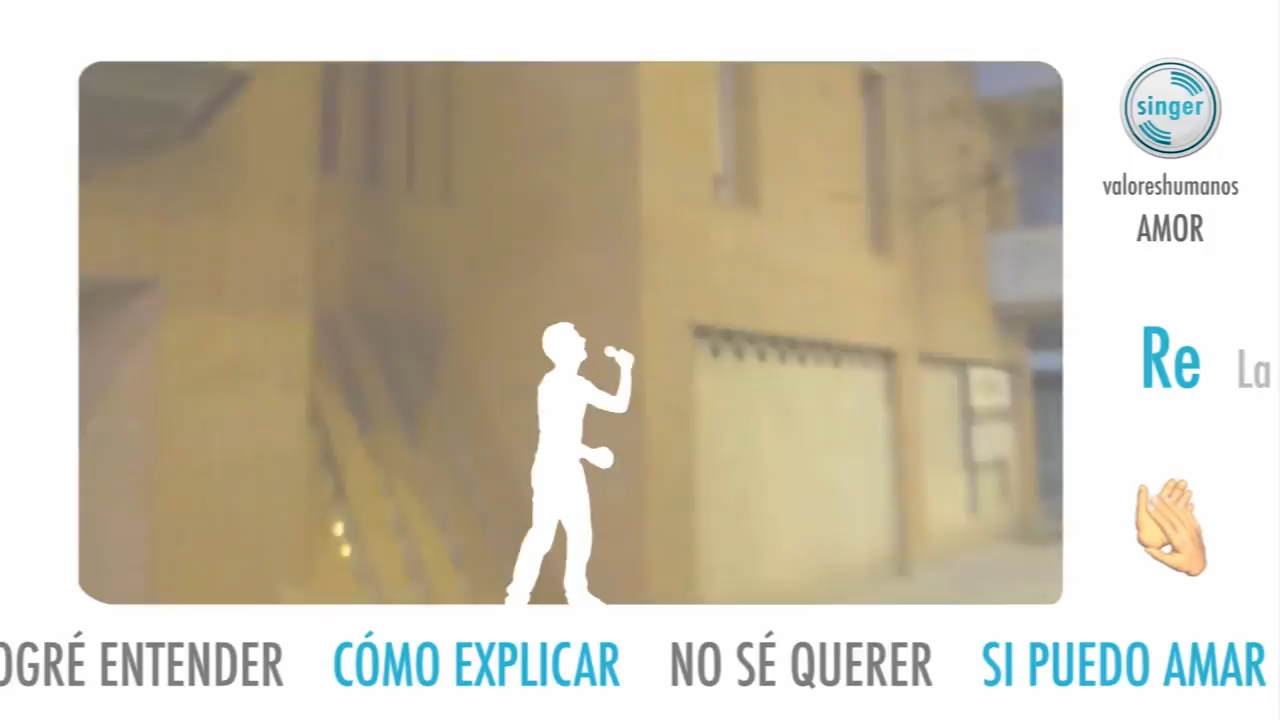 singer
valoreshumanos
AMOR
Re La
OGRÉ ENTENDER CÓMO EXPLICAR NO SÉ QUERER SI PUEDO AMAR